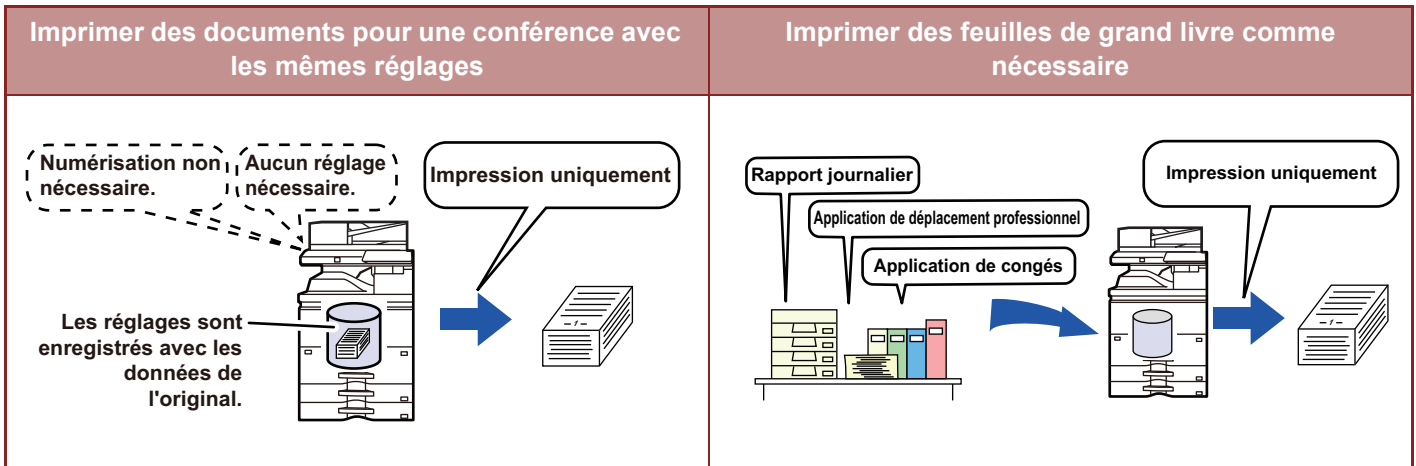 Imprimer des documents pour une conférence avec
les mêmes réglages
Imprimer des feuilles de grand livre comme
nécessaire
Numérisation non
nécessaire.
Aucun réglage
nécessaire.
Impression uniquement
Les réglages sont
enregistrés avec les
données de
l'original.
-1-
Rapport journalier
Application de déplacement professionnel
Application de congés
Impression uniquement
-1-